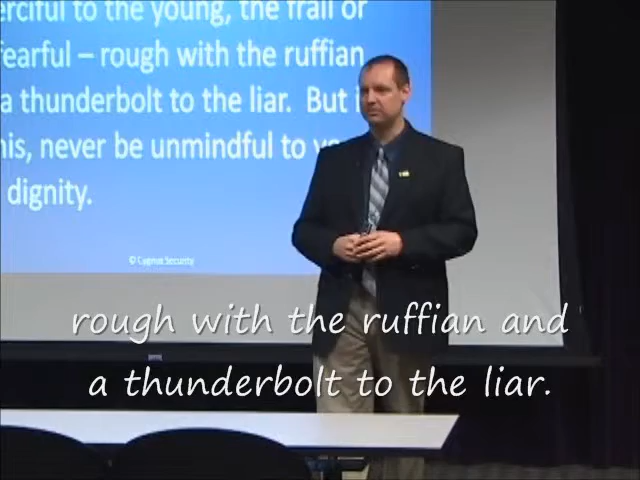 erciful to the young, the frail or
fearful – rough with the ruffian
a thunderbolt to the liar. But
his, never be unmindful to
dignity.
© Cygnus Security
rough with the ruffian and
a thunderbolt to the liar.